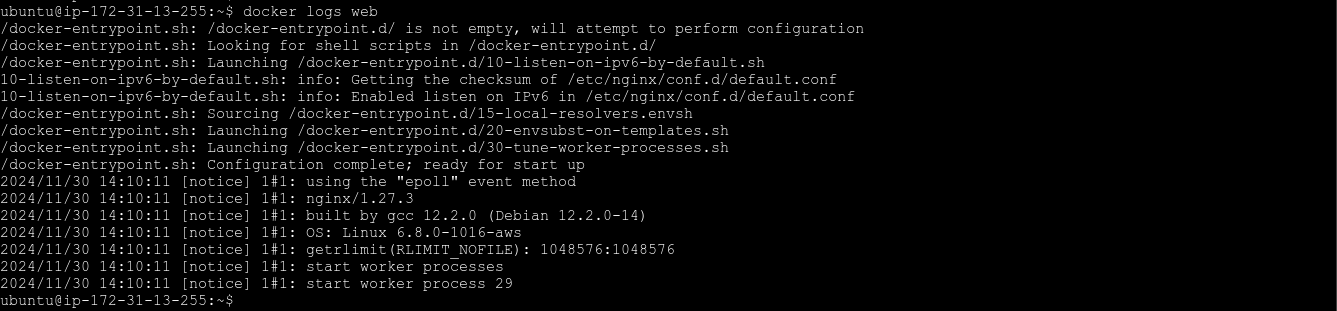 ubuntu@ip-172-31-13-255:~$ docker logs web
/docker-entrypoint.sh: /docker-entrypoint.d/ is not empty, will attempt to perform configuration
/docker-entrypoint.sh: Looking for shell scripts in /docker-entrypoint.d/
/docker-entrypoint.sh: Launching /docker-entrypoint.d/10-listen-on-ipv6-by-default.sh
10-listen-on-ipv6-by-default.sh: info: Getting the checksum of /etc/nginx/conf.d/default.conf
10-listen-on-ipv6-by-default.sh: info: Enabled listen on IPv6 in /etc/nginx/conf.d/default.conf
/docker-entrypoint.sh: Sourcing /docker-entrypoint.d/15-local-resolvers.envsh
/docker-entrypoint.sh: Launching /docker-entrypoint.d/20-envsubst-on-templates.sh
/docker-entrypoint.sh: Launching /docker-entrypoint.d/30-tune-worker-processes.sh
/docker-entrypoint.sh: Configuration complete; ready for start up
2024/11/30 14:10:11 [notice] 1#1: using the "epoll" event method
2024/11/30 14:10:11 [notice] 1#1: nginx/1.27.3
2024/11/30 14:10:11 [notice] 1#1: built by gcc 12.2.0 (Debian 12.2.0-14)
2024/11/30 14:10:11 [notice] 1#1: OS: Linux 6.8.0-1016-aws
2024/11/30 14:10:11 [notice] 1#1: getrlimit(RLIMIT_NOFILE): 1048576:1048576
2024/11/30 14:10:11 [notice] 1#1: start worker processes
2024/11/30 14:10:11 [notice] 1#1: start worker process 29
ubuntu@ip-172-31-13-255:~$